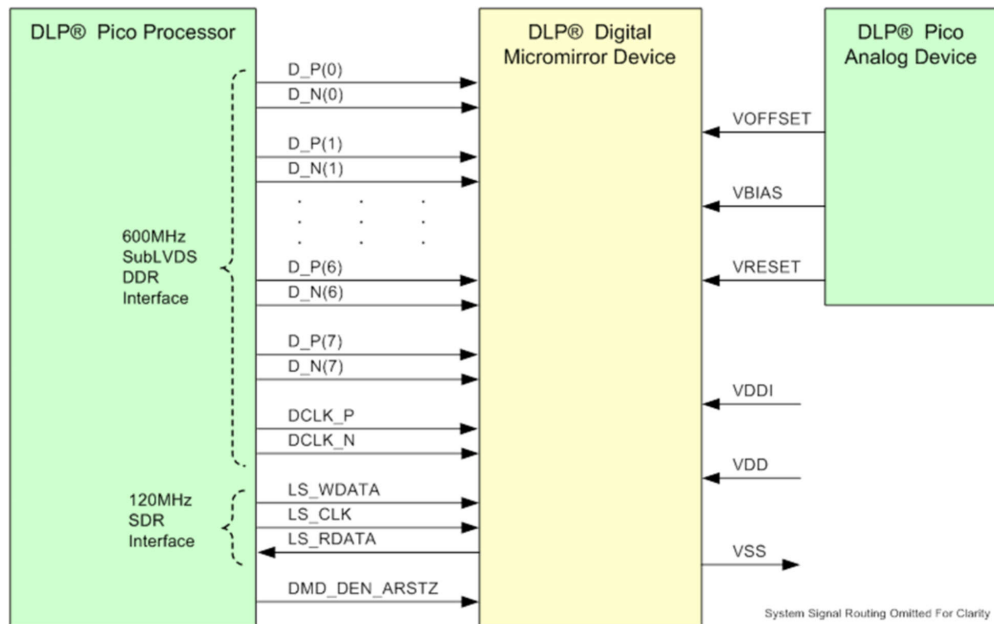 DLP® Pico Processor
DLP® Digital
Micromirror Device
DLP® Pico
Analog Device
D_P(0)
D_N(0)
D_P(1)
D_N(1)
. . .
. . .
. . .
D_P(6)
D_N(6)
D_P(7)
D_N(7)
DCLK_P
DCLK_N
600MHz
SubLVDS
DDR
Interface
LS_WDATA
LS_CLK
LS_RDATA
120MHz
SDR
Interface
DMD_DEN_ARSTZ
VOFFSET
VBIAS
VRESET
VDDI
VDD
VSS
System Signal Routing Omitted For Clarity